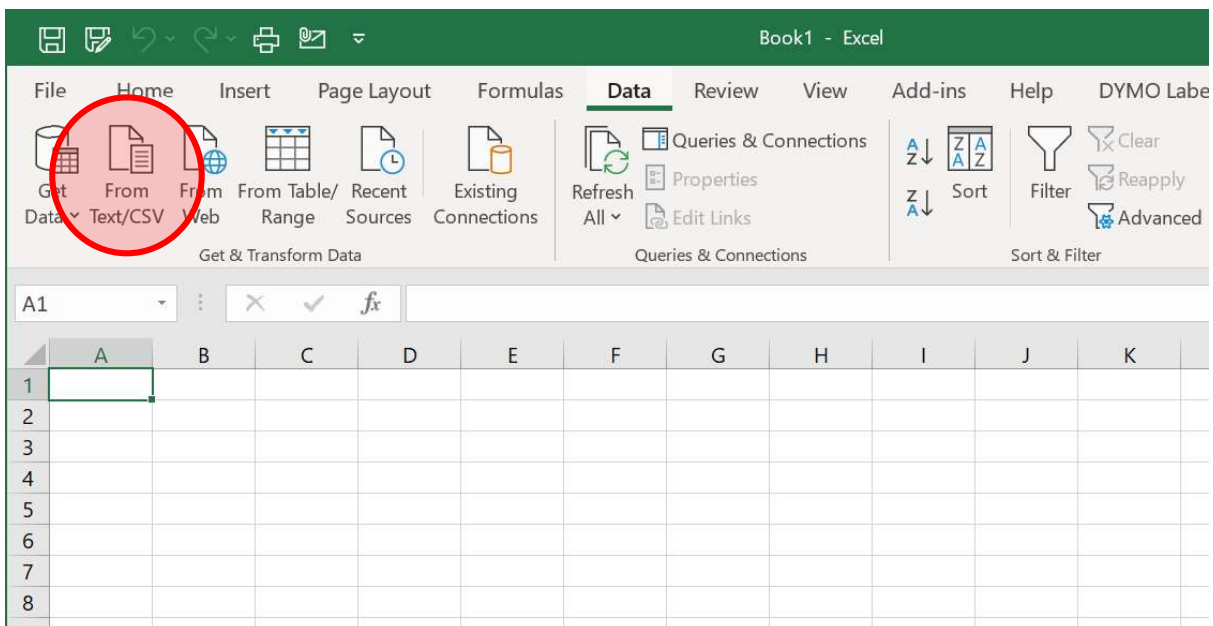 Book1 - Excel
File Home Insert Page Layout Formulas Data Review View Add-ins Help DYMO Labe
Get Data
From Text/CSV
From Web
From Table/ Range
Recent Sources
Existing Connections
Refresh All
Queries & Connections
Properties
Edit Links
Sort
Filter
Clear
Reapply
Advanced
Get & Transform Data
Queries & Connections
Sort & Filter
A1
fx
A B C D E F G H I J K
1
2
3
4
5
6
7
8